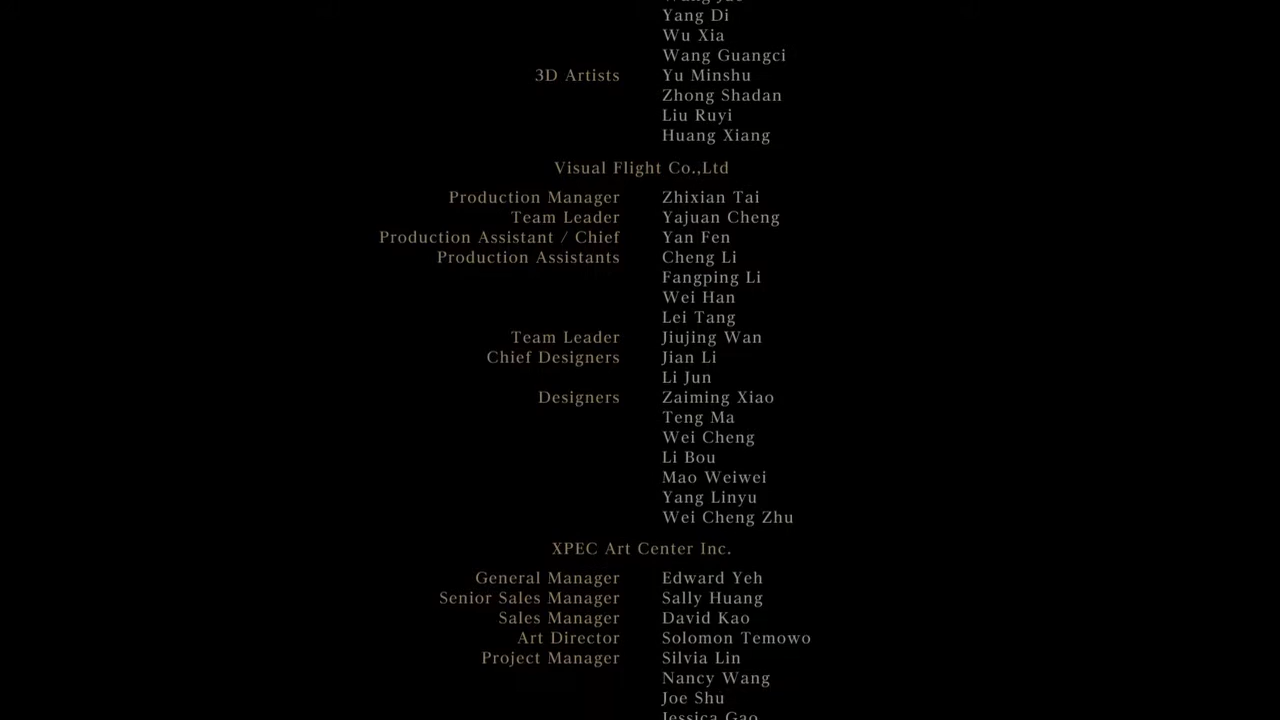 Yang Di
Wu Xia
Wang Guangci
3D Artists Yu Minshu
Zhong Shadan
Liu Ruyi
Huang Xiang
Visual Flight Co.,Ltd
Production Manager Zhixian Tai
Team Leader Yajuan Cheng
Production Assistant / Chief Yan Fen
Production Assistants Cheng Li
Fangping Li
Wei Han
Lei Tang
Team Leader Jiujing Wan
Chief Designers Jian Li
Li Jun
Designers Zaiming Xiao
Teng Ma
Wei Cheng
Li Bou
Mao Weiwei
Yang Linyu
Wei Cheng Zhu
XPEC Art Center Inc.
General Manager Edward Yeh
Senior Sales Manager Sally Huang
Sales Manager David Kao
Art Director Solomon Temowo
Project Manager Silvia Lin
Nancy Wang
Joe Shu
Jessica Gao